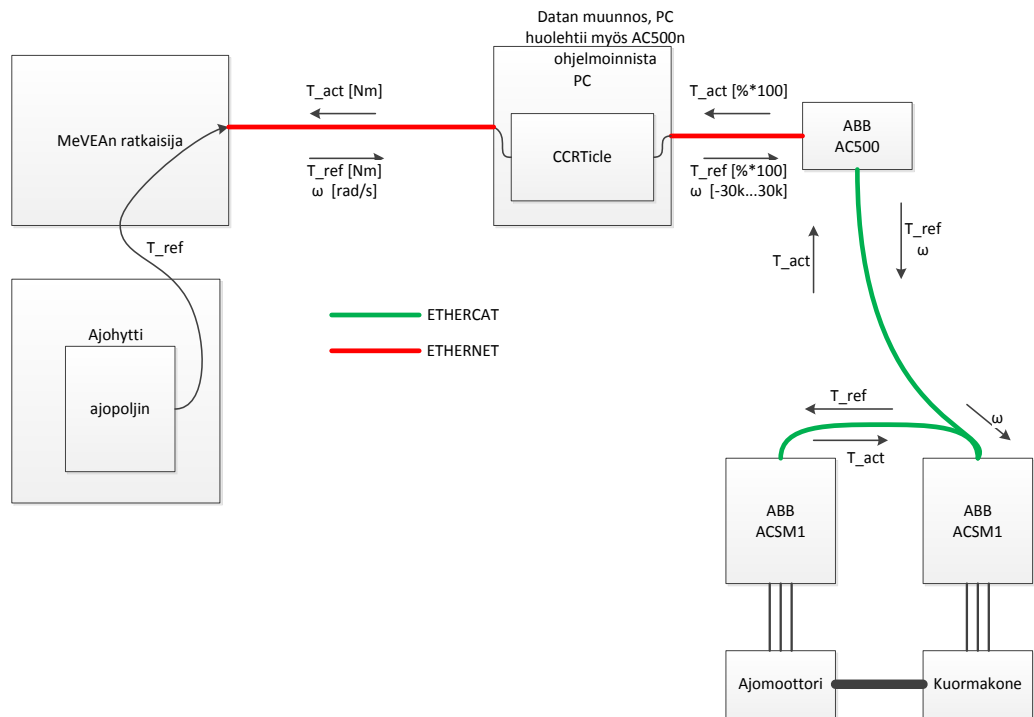 Datan muunnos, PC
huolehtii myös AC500n
ohjelmoinnista
PC
MeVEAn ratkaisija
T_act [Nm]
T_ref [Nm]
ω [rad/s]
CCRTicle
T_act [%*100]
T_ref [%*100]
ω [-30k...30k]
ABB
AC500
T_ref
T_ref
ω
T_act
Ajohytti
ajopoljin
ETHERCAT
ETHERNET
T_ref
T_act
ω
ABB
ACSM1
ABB
ACSM1
Ajomoottori
Kuormakone